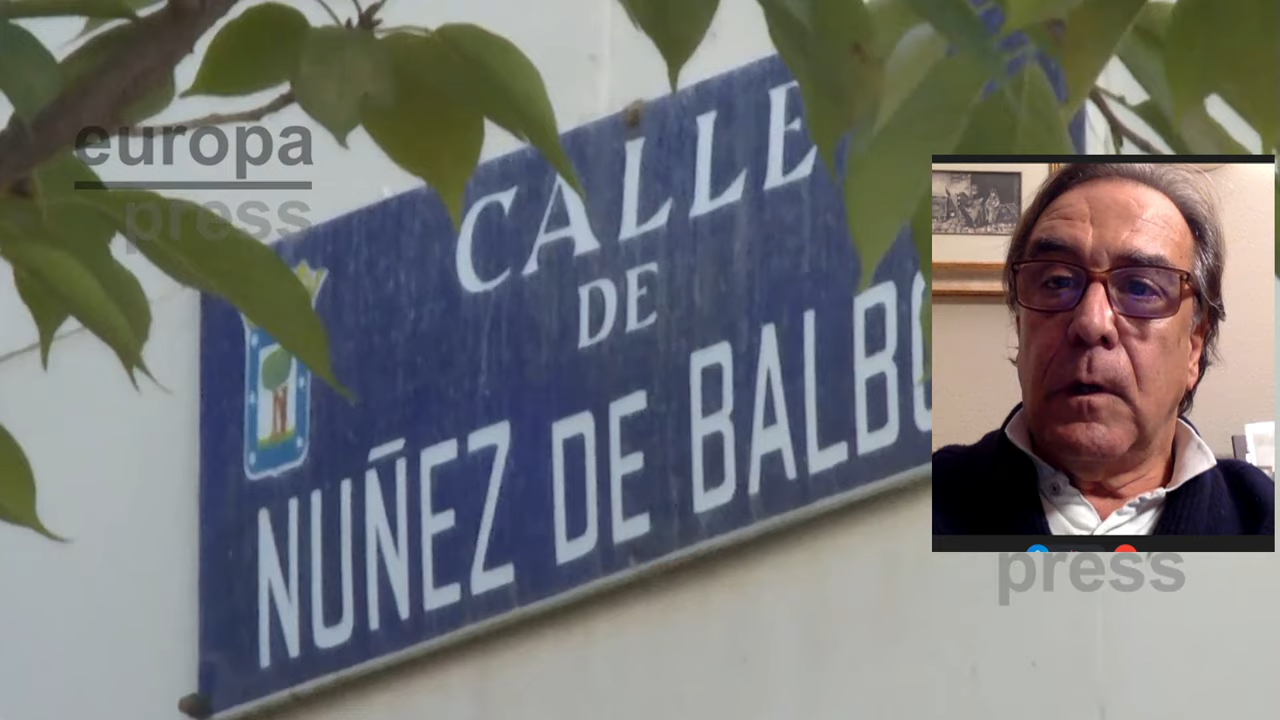 europa
press
CALLE
DE
NUÑEZ DE BALBO
press